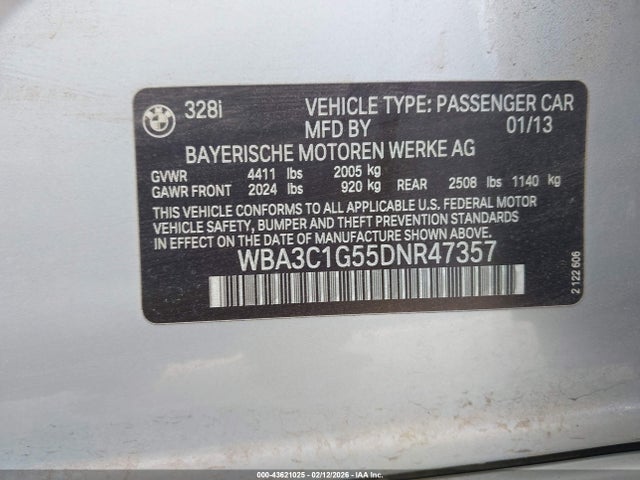 BMW 328i VEHICLE TYPE: PASSENGER CAR
MFD BY 01/13
BAYERISCHE MOTOREN WERKE AG
GVWR 4411 lbs 2005 kg
GAWR FRONT 2024 lbs 920 kg REAR 2508 lbs 1140 kg
THIS VEHICLE CONFORMS TO ALL APPLICABLE U.S. FEDERAL MOTOR
VEHICLE SAFETY, BUMPER AND THEFT PREVENTION STANDARDS
IN EFFECT ON THE DATE OF MANUFACTURE SHOWN ABOVE.
WBA3C1G55DNR47357
2 122 606
000-43621025 - 02/12/2026 - IAA Inc.